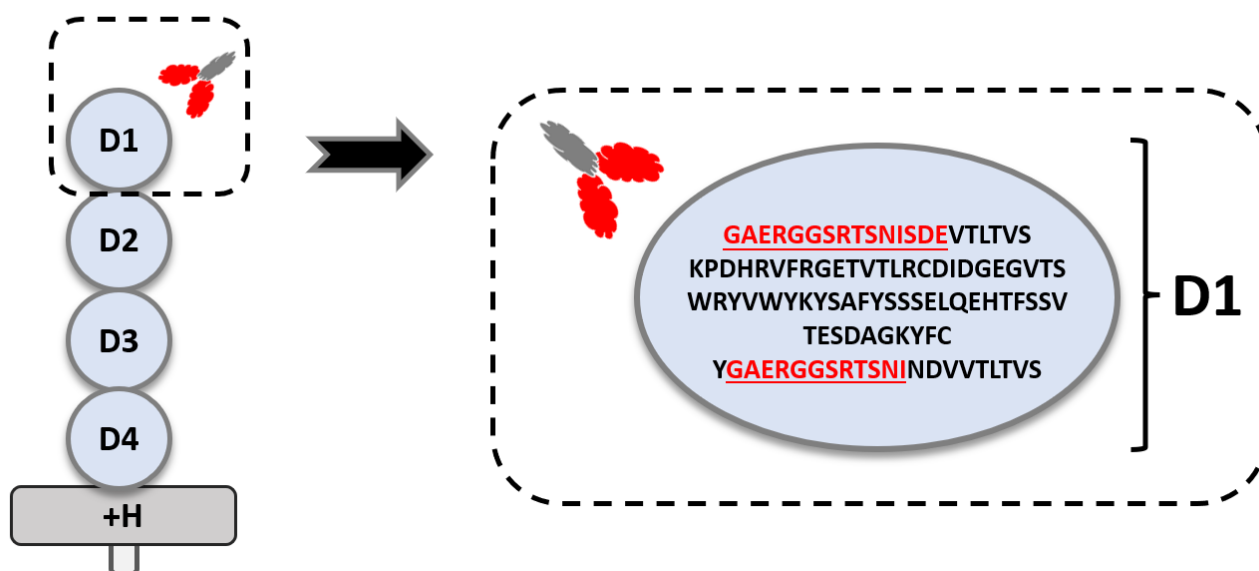 D1
D2
D3
D4
+H
GAERGGSRTSNISDEVTLTVS
KPDHRVFRGETVTLRCDIDGEGVTS
WRYVWYKYSAFYSSSELQEHTFSSV
TESDAGKYFC
YGAERGGSRTSNINDVVTLTVS
D1